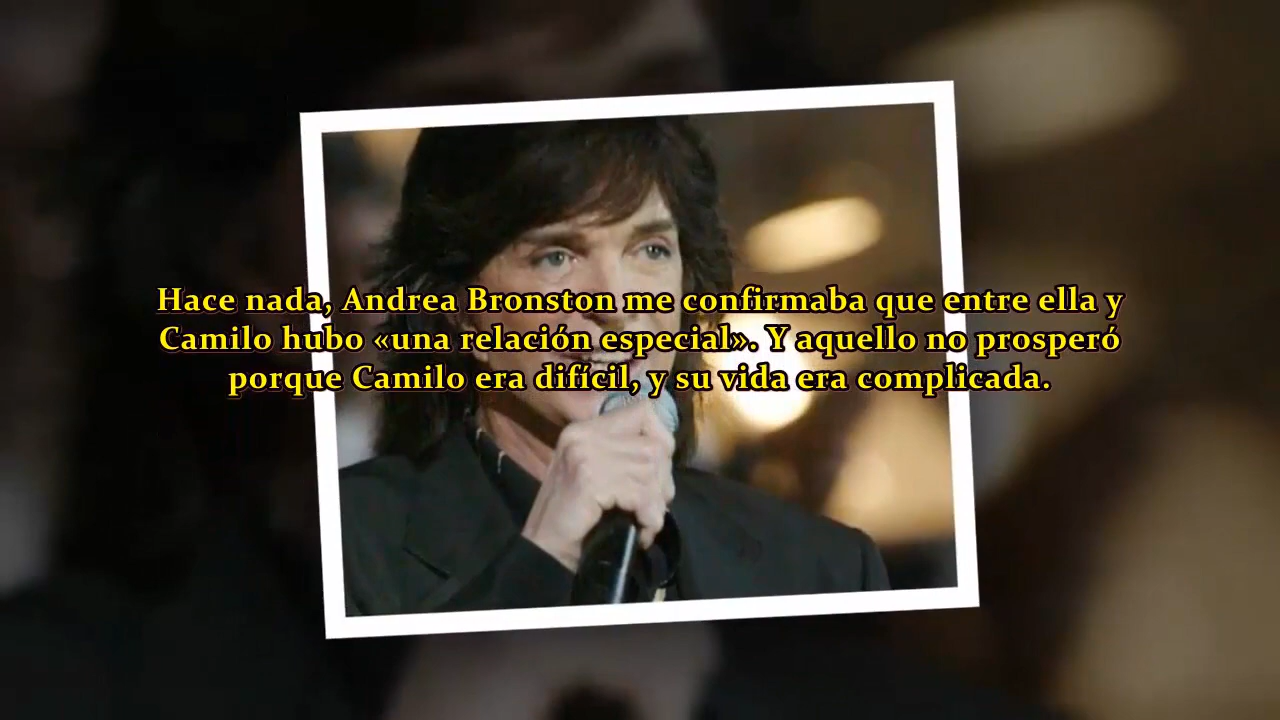 Hace nada, Andrea Bronston me confirmaba que entre ella y
Camilo hubo «una relación especial». Y aquello no prosperó
porque Camilo era difícil, y su vida era complicada.